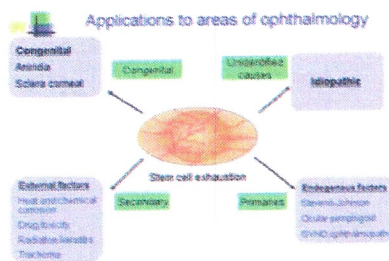 Applications to areas of ophthalmology
Congenital
Aniridia
Sclera corneal
Congenital
Unidentified
causes
Idiopathic
Stem cell exhaustion
External factors
Heat and chemical
corrosion
Drug toxicity
Radiation keratitis
Trachoma
Secondary
Primaries
Endogenous factors
Stevens-Johnson
Ocular pemphigoid